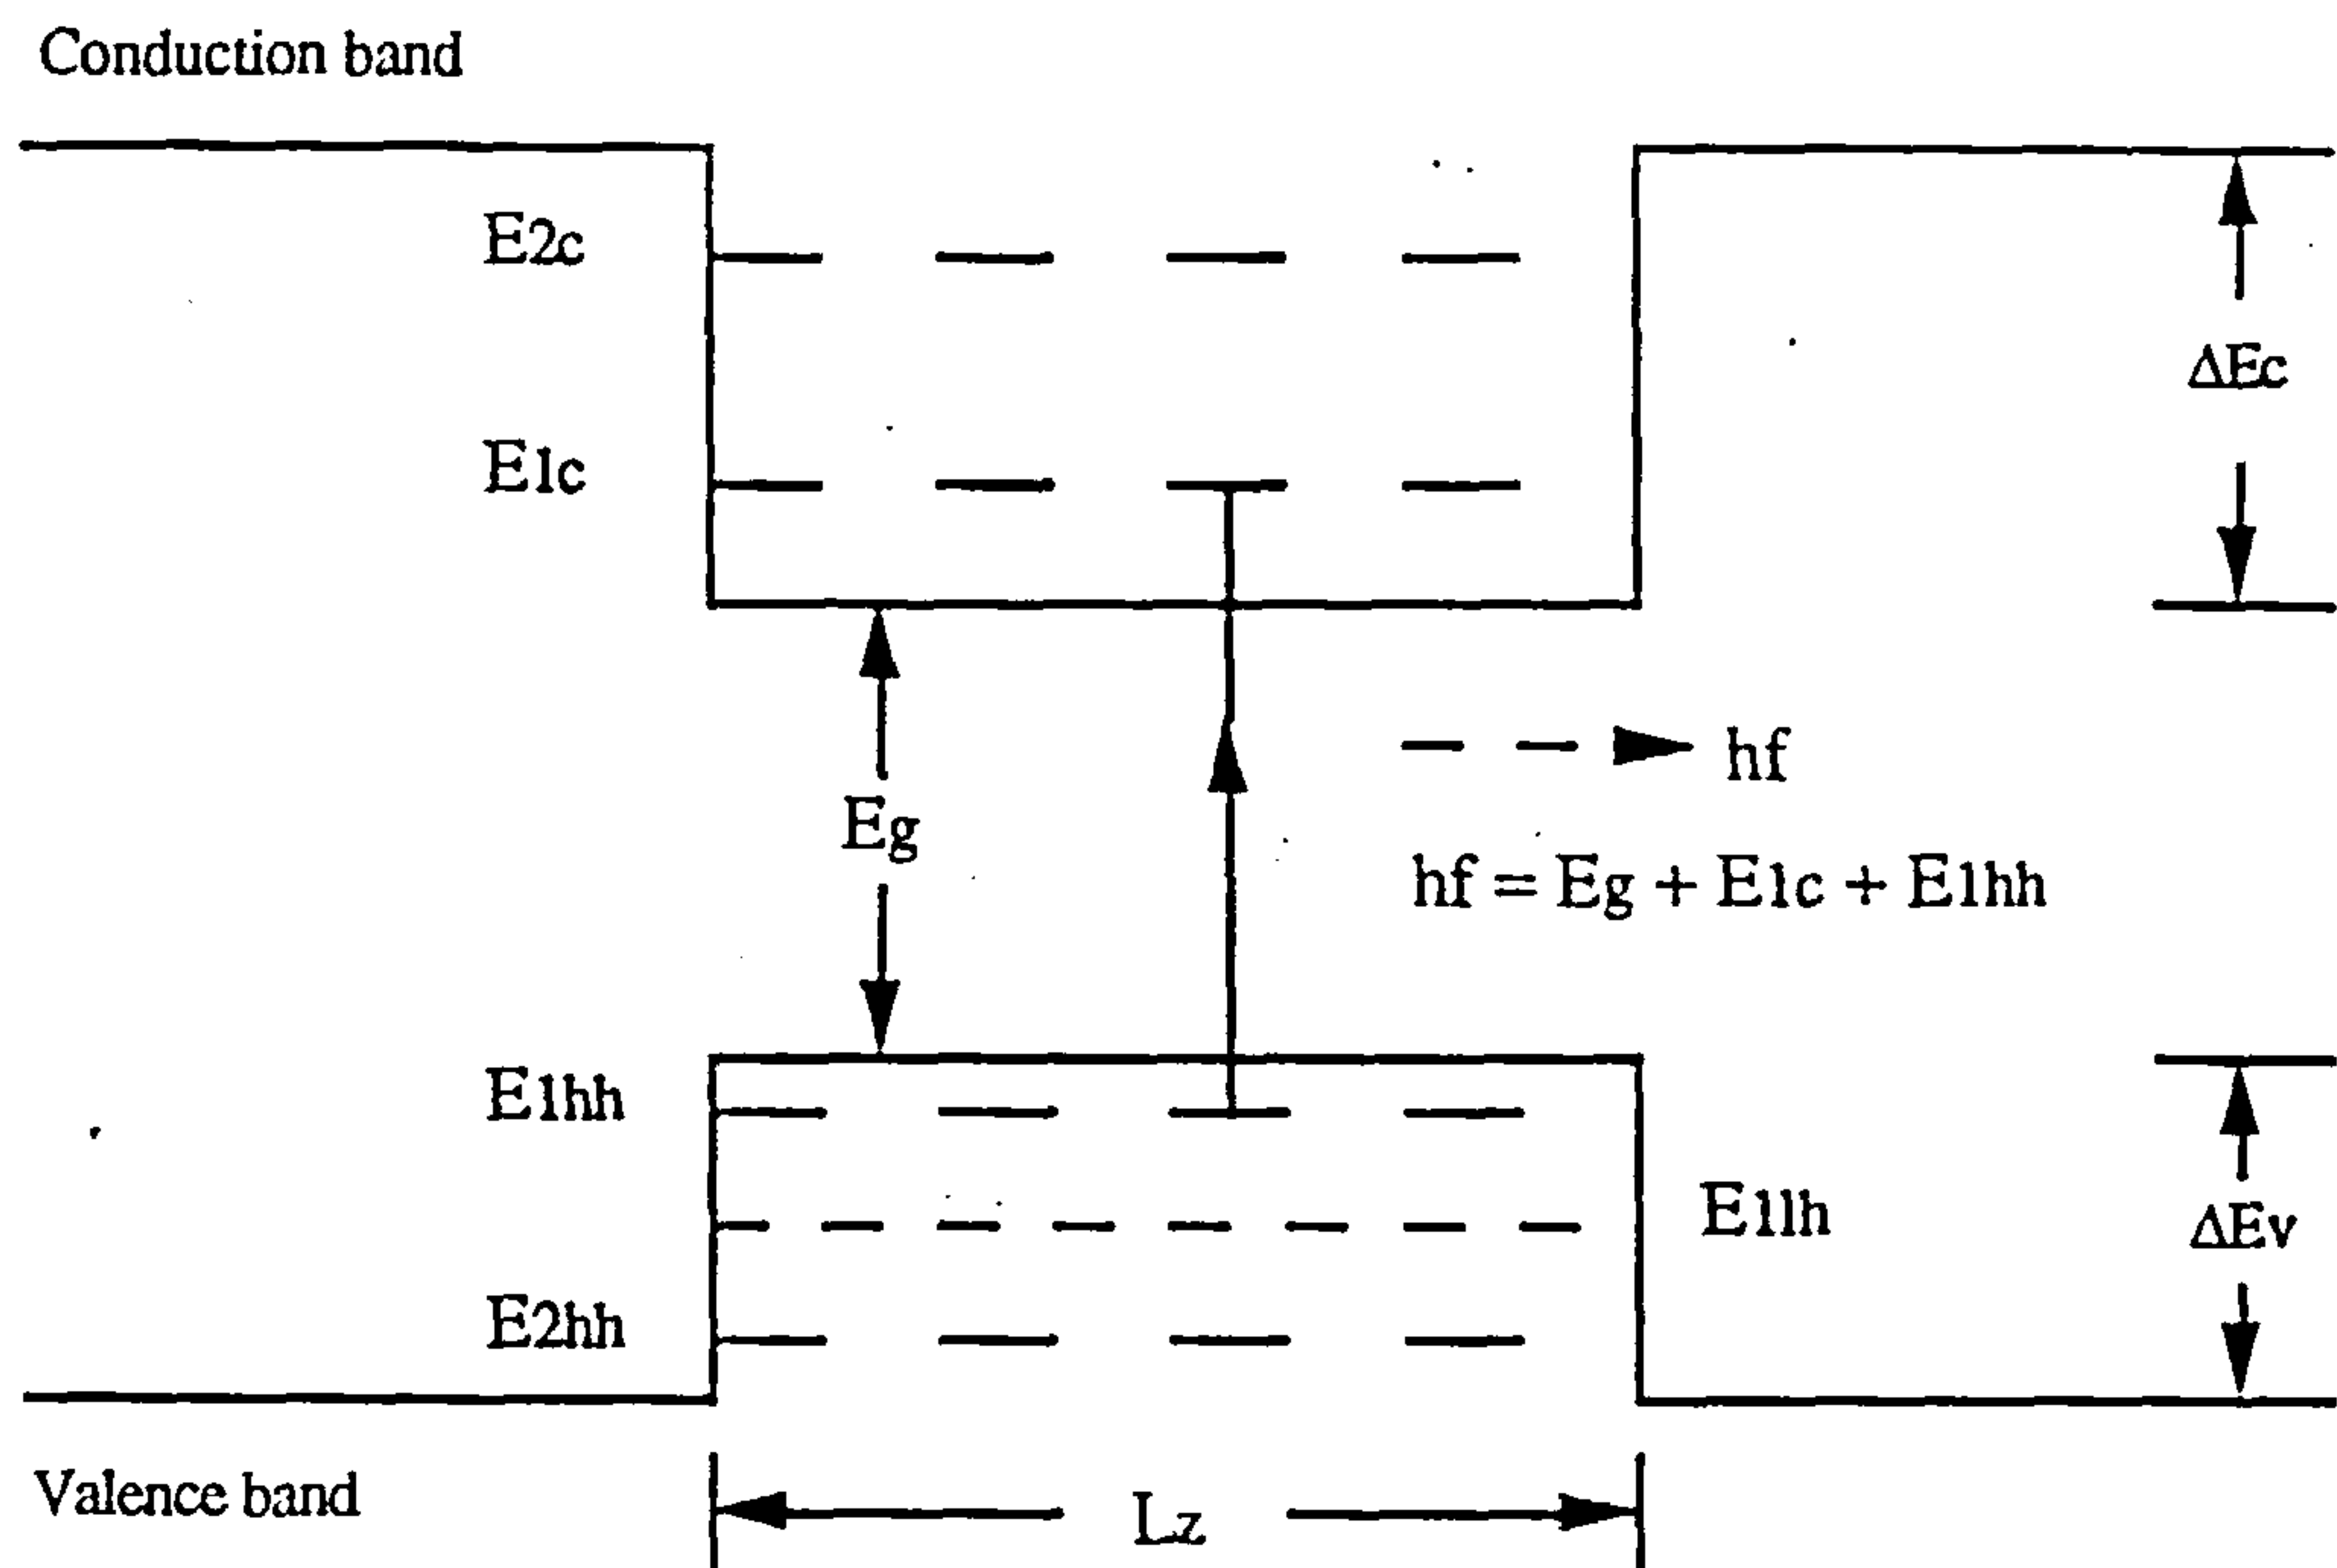 Conduction band
E2c
ΔEc
E1c
hf
Eg
hf = Eg + E1c + E1hh
E1hh
E1lh
ΔEv
E2hh
Valence band
Lz